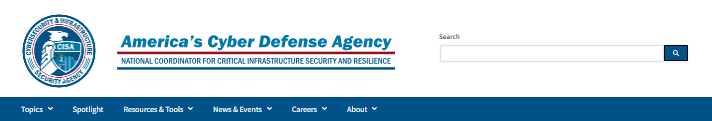 CYBERSECURITY & INFRASTRUCTURE
CISA
SECURITY AGENCY
America's Cyber Defense Agency
NATIONAL COORDINATOR FOR CRITICAL INFRASTRUCTURE SECURITY AND RESILIENCE
Search
Topics Spotlight Resources & Tools News & Events Careers About